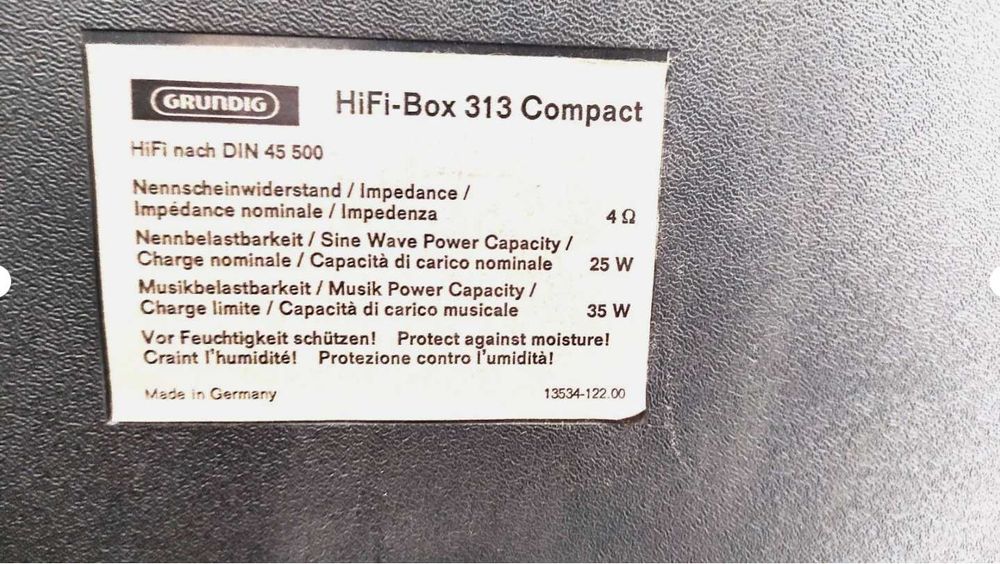 GRUNDIG
HiFi-Box 313 Compact
HiFi nach DIN 45 500
Nennscheinwiderstand / Impedance /
Impédance nominale / Impedenza 4 Ω
Nennbelastbarkeit / Sine Wave Power Capacity /
Charge nominale / Capacità di carico nominale 25 W
Musikbelastbarkeit / Musik Power Capacity /
Charge limite / Capacità di carico musicale 35 W
Vor Feuchtigkeit schützen! Protect against moisture!
Craint l'humidité! Protezione contro l'umidità!
Made in Germany 13534-122.00